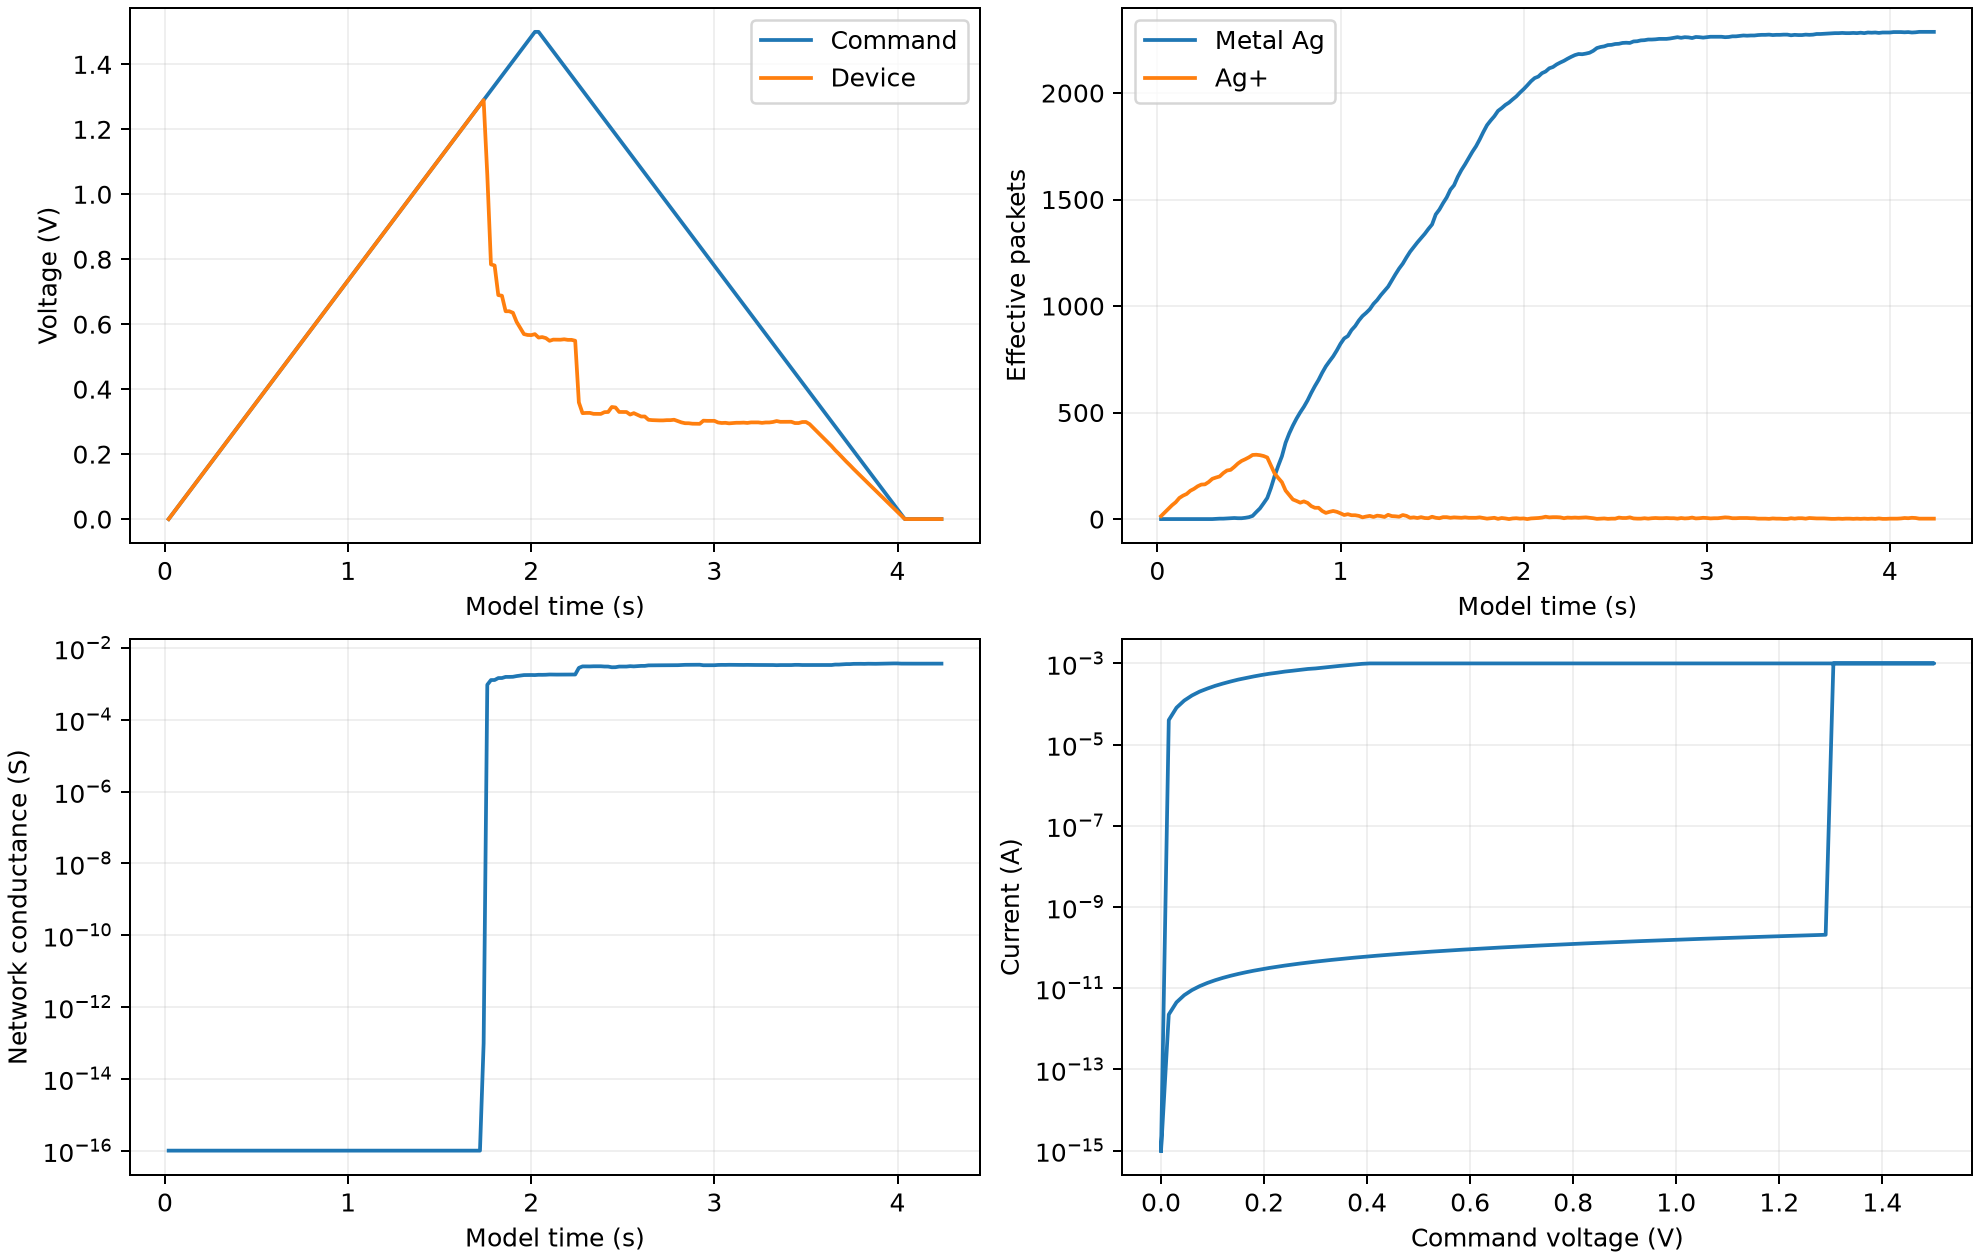 Voltage (V)
1.4
1.2
1.0
0.8
0.6
0.4
0.2
0.0
Command
Device
0 1 2 3 4
Model time (s)
Effective packets
2000
1500
1000
500
0
Metal Ag
Ag+
0 1 2 3 4
Model time (s)
Network conductance (S)
10⁻²
10⁻⁴
10⁻⁶
10⁻⁸
10⁻¹⁰
10⁻¹²
10⁻¹⁴
10⁻¹⁶
0 1 2 3 4
Model time (s)
Current (A)
10⁻³
10⁻⁵
10⁻⁷
10⁻⁹
10⁻¹¹
10⁻¹³
10⁻¹⁵
0.0 0.2 0.4 0.6 0.8 1.0 1.2 1.4
Command voltage (V)